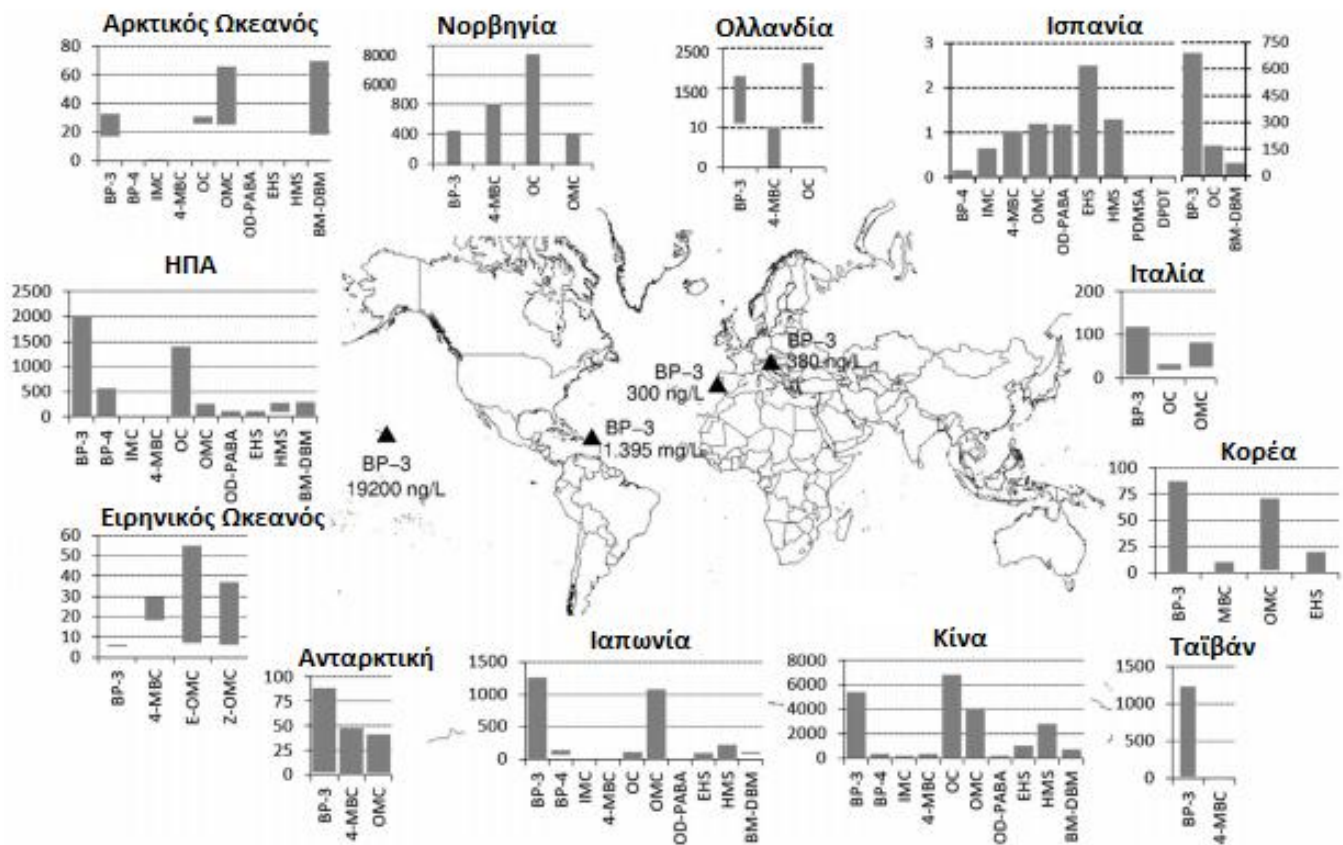 Αρκτικός Ωκεανός
80
60
40
20
0
BP-3
BP-4
IMC
4-MBC
OC
OMC
OD-PABA
EHS
HMS
BM-DBM
Νορβηγία
8000
6000
800
400
0
BP-3
4-MBC
OC
OMC
Ολλανδία
2500
1500
10
0
BP-3
4-MBC
OC
Ισπανία
3
2
1
0
BP-4
IMC
4-MBC
OMC
OD-PABA
EHS
HMS
PDMSA
DPDT
750
600
450
300
150
0
BP-3
OC
BM-DBM
ΗΠΑ
2500
2000
1500
1000
500
0
BP-3
BP-4
IMC
4-MBC
OC
OMC
OD-PABA
EHS
HMS
BM-DBM
BP-3
19200 ng/L
BP-3
1.395 mg/L
BP-3
300 ng/L
BP-3
380 ng/L
Ιταλία
200
100
0
BP-3
OC
OMC
Κορέα
100
75
50
25
0
BP-3
MBC
OMC
EHS
Ειρηνικός Ωκεανός
60
50
40
30
20
10
0
BP-3
4-MBC
E-OMC
Z-OMC
Ανταρκτική
100
75
50
25
0
BP-3
4-MBC
OMC
Ιαπωνία
1500
1000
500
0
BP-3
BP-4
IMC
4-MBC
OC
OMC
OD-PABA
EHS
HMS
BM-DBM
Κίνα
8000
6000
4000
2000
0
BP-3
BP-4
IMC
4-MBC
OC
OMC
OD-PABA
EHS
HMS
BM-DBM
Ταϊβάν
1500
1000
500
0
BP-3
4-MBC